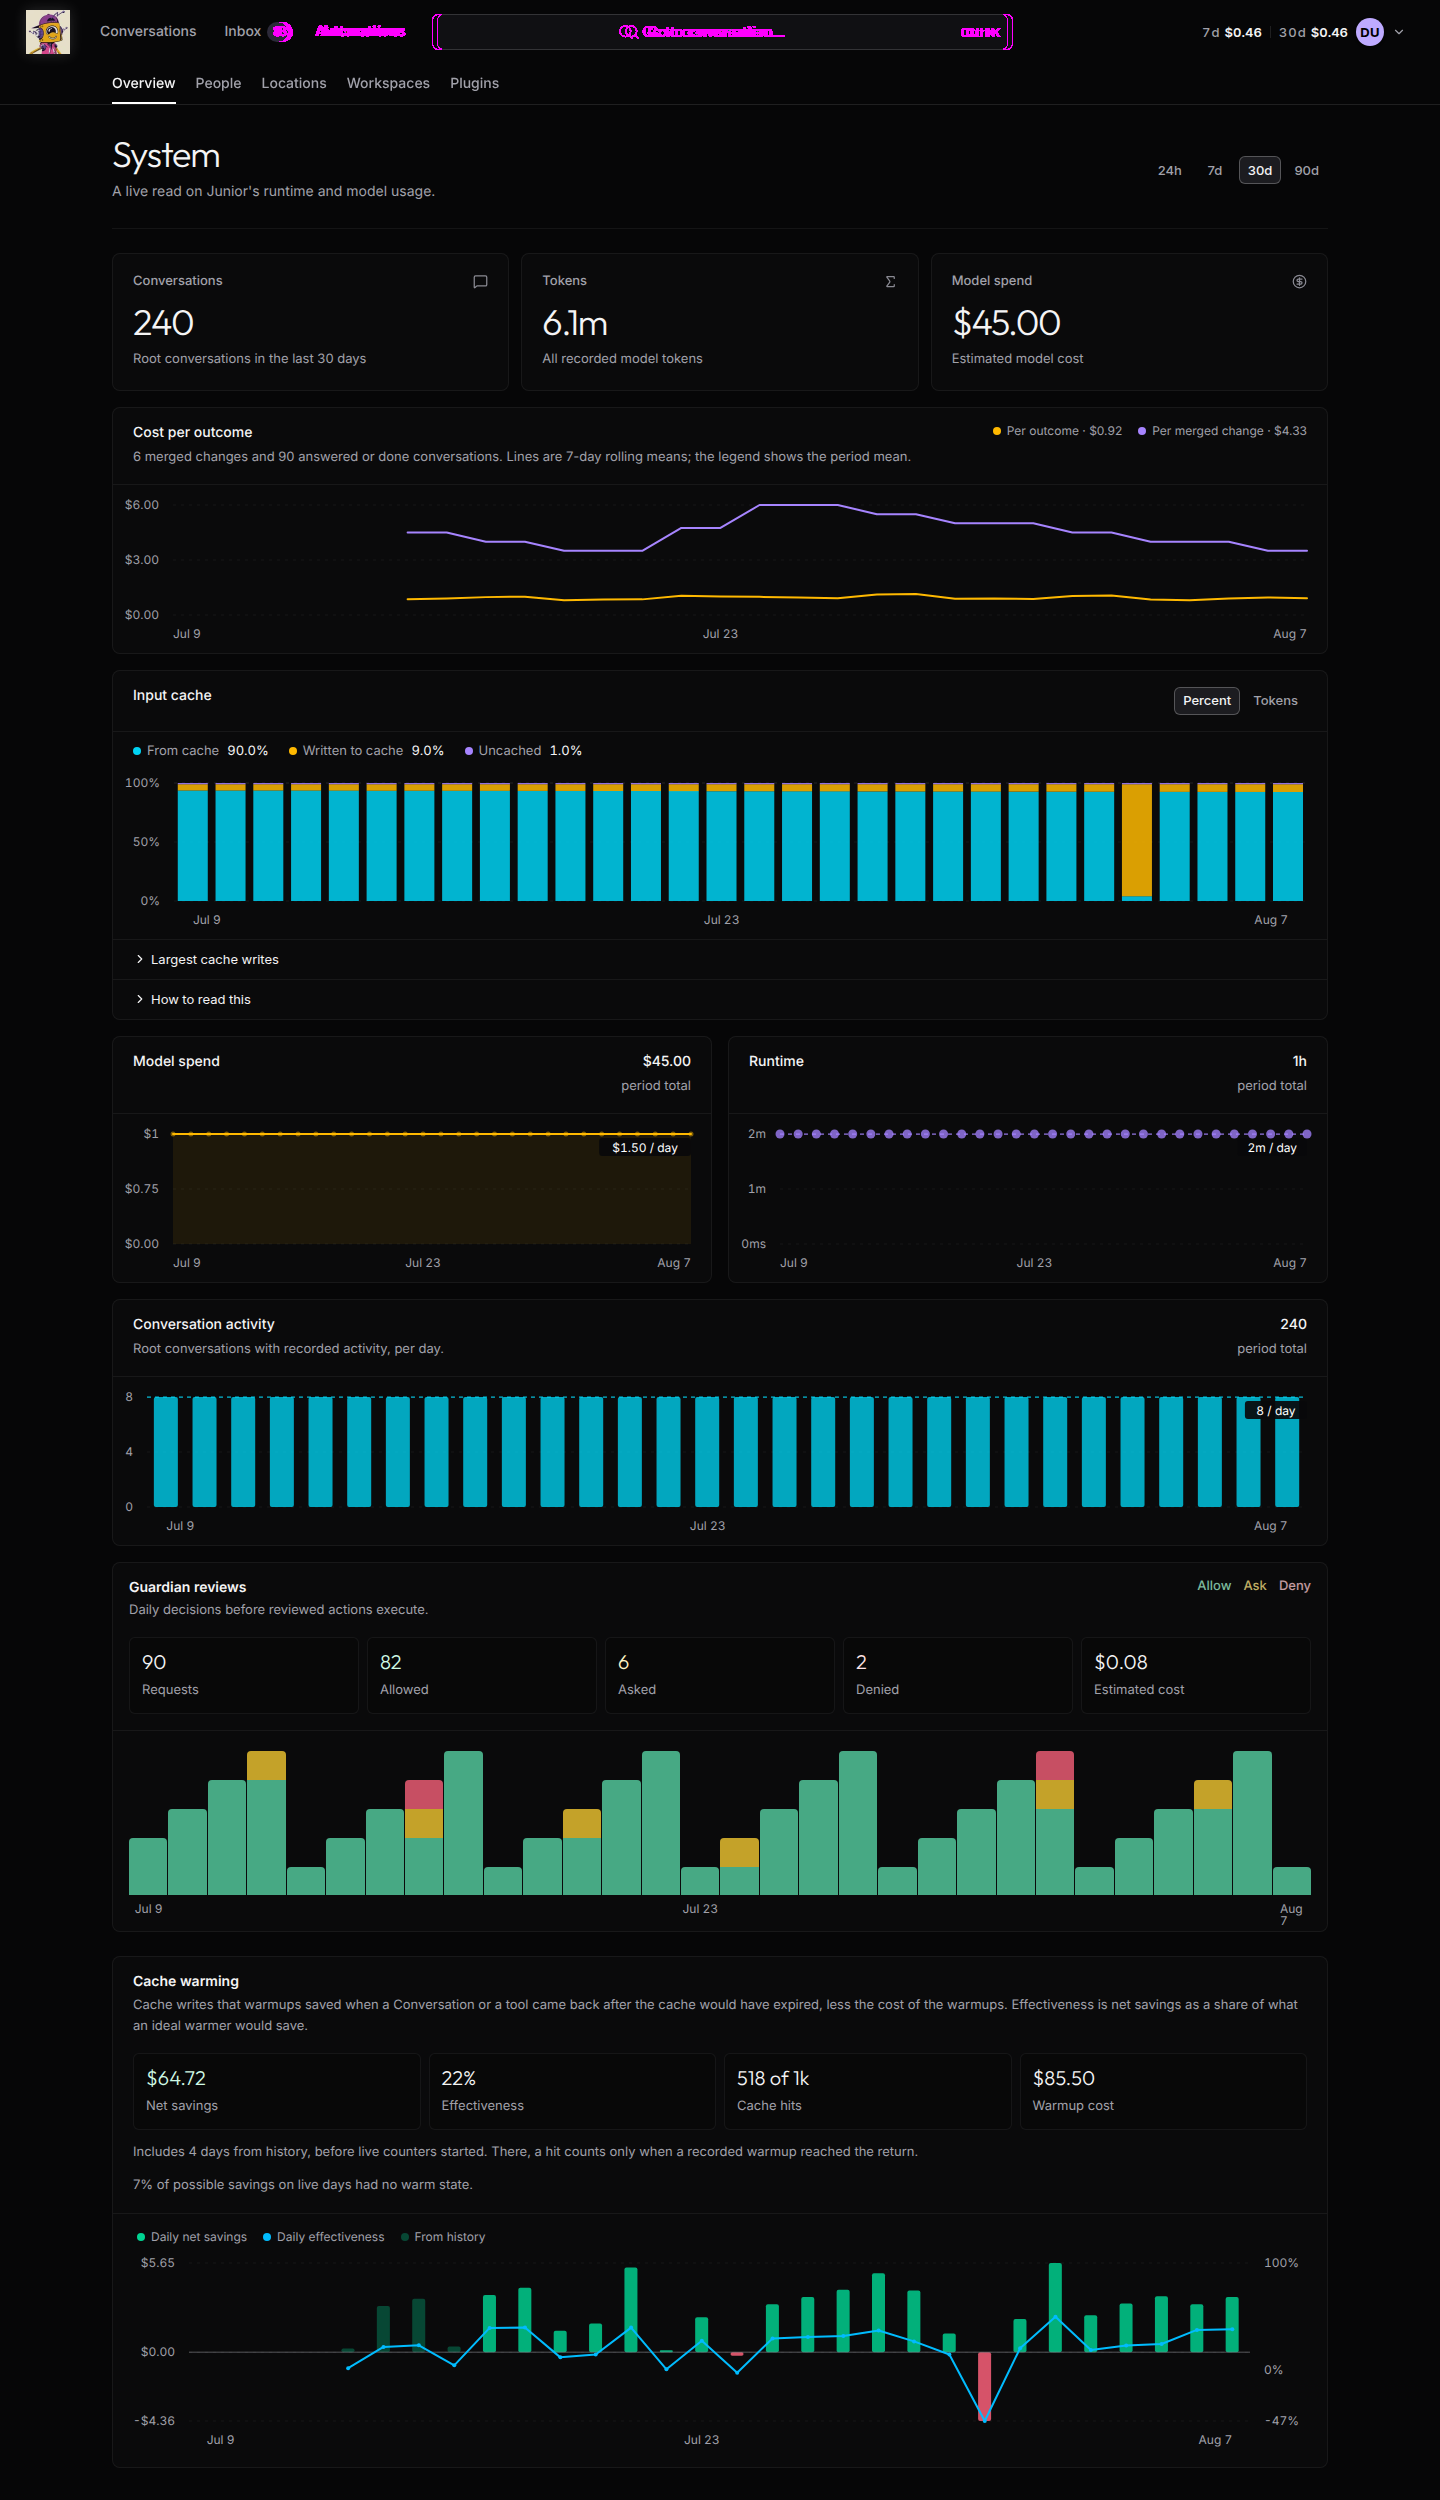 Conversations
Inbox
7d $0.46 30d $0.46 DU
Overview People Locations Workspaces Plugins
System
A live read on Junior's runtime and model usage.
24h 7d 30d 90d
Conversations
240
Root conversations in the last 30 days
Tokens
6.1m
All recorded model tokens
Model spend
$45.00
Estimated model cost
Cost per outcome
Per outcome · $0.92 Per merged change · $4.33
6 merged changes and 90 answered or done conversations. Lines are 7-day rolling means; the legend shows the period mean.
$6.00
$3.00
$0.00
Jul 9 Jul 23 Aug 7
Input cache
Percent Tokens
From cache 90.0% Written to cache 9.0% Uncached 1.0%
100%
50%
0%
Jul 9 Jul 23 Aug 7
Largest cache writes
How to read this
Model spend
$45.00
period total
$1
$1.50 / day
$0.75
$0.00
Jul 9 Jul 23 Aug 7
Runtime
1h
period total
2m
2m / day
1m
0ms
Jul 9 Jul 23 Aug 7
Conversation activity
240
Root conversations with recorded activity, per day.
period total
8
8 / day
4
0
Jul 9 Jul 23 Aug 7
Guardian reviews
Allow Ask Deny
Daily decisions before reviewed actions execute.
90
Requests
82
Allowed
6
Asked
2
Denied
$0.08
Estimated cost
Jul 9 Jul 23 Aug
7
Cache warming
Cache writes that warmups saved when a Conversation or a tool came back after the cache would have expired, less the cost of the warmups. Effectiveness is net savings as a share of what
an ideal warmer would save.
$64.72
Net savings
22%
Effectiveness
518 of 1k
Cache hits
$85.50
Warmup cost
Includes 4 days from history, before live counters started. There, a hit counts only when a recorded warmup reached the return.
7% of possible savings on live days had no warm state.
Daily net savings Daily effectiveness From history
$5.65 100%
$0.00
0%
-$4.36 -47%
Jul 9 Jul 23 Aug 7